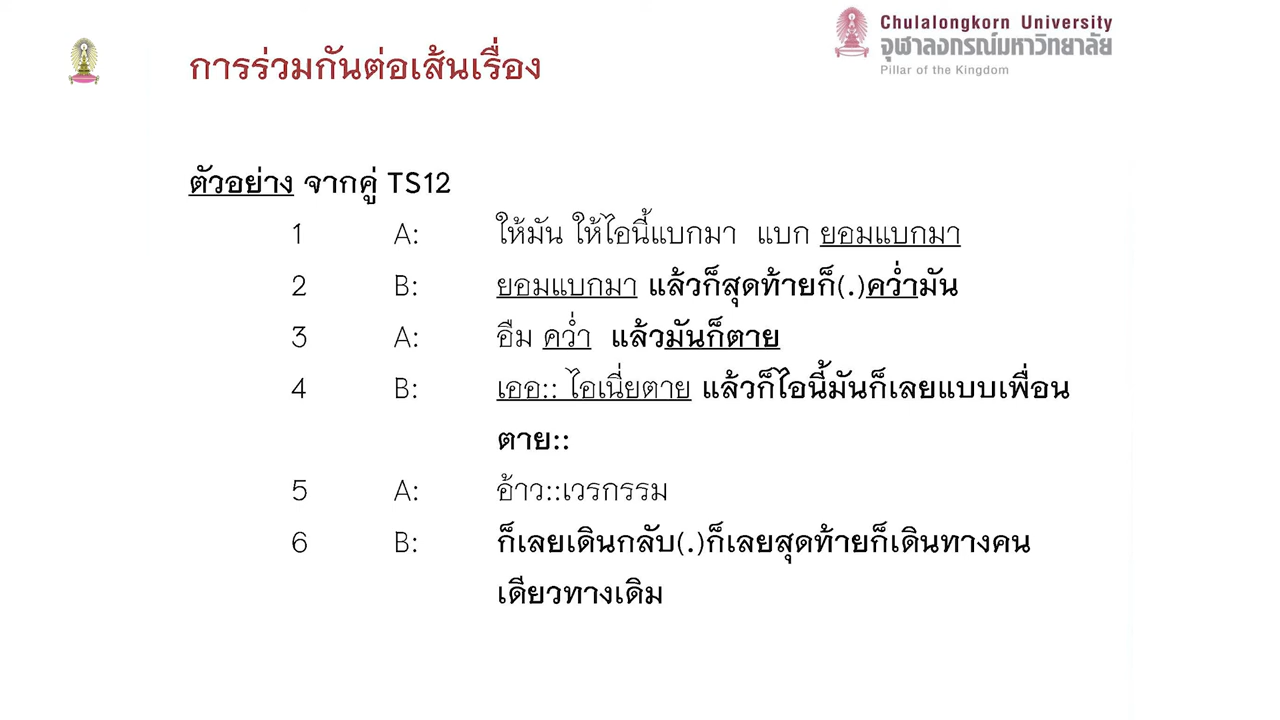 Chulalongkorn University
จุฬาลงกรณ์มหาวิทยาลัย
Pillar of the Kingdom
การร่วมกันต่อเส้นเรื่อง
ตัวอย่าง จากคู่ TS12
1 A: ให้มัน ให้ไอนี้แบกมา แบก ยอมแบกมา
2 B: ยอมแบกมา แล้วก็สุดท้ายก็(.)คว่ำมัน
3 A: อืม คว่ำ แล้วมันก็ตาย
4 B: เออ:: ไอเนี่ยตาย แล้วก็ไอนี้มันก็เลยแบบเพื่อน
ตาย::
5 A: อ้าว::เวรกรรม
6 B: ก็เลยเดินกลับ(.)ก็เลยสุดท้ายก็เดินทางคน
เดียวทางเดิม